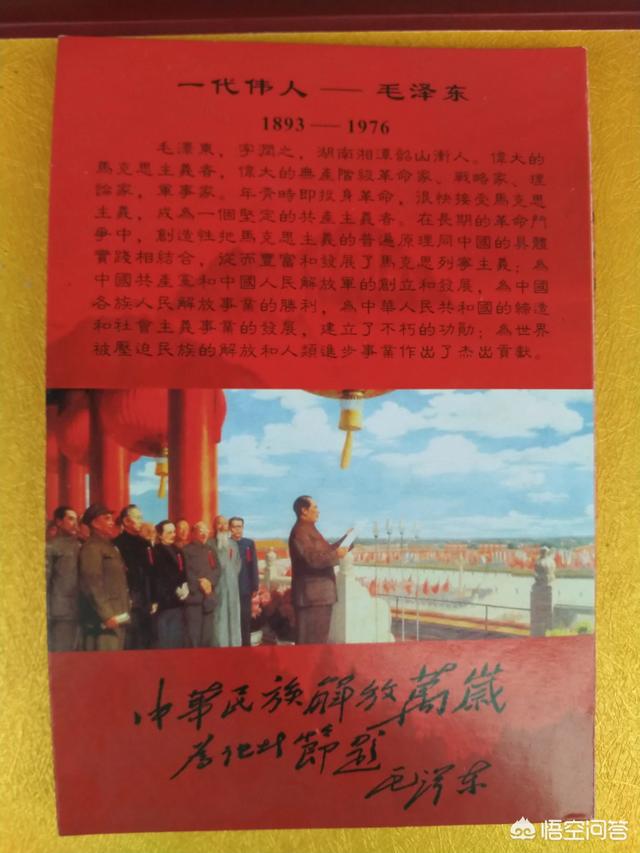 一代伟人——毛泽东
1893——1976
毛澤東，字潤之，湖南湘潭韶山衝人。偉大的
馬克思主義者，偉大的無產階級革命家、戰略家、理
論家，軍事家。年青時即投身革命，很快接受馬克思
主義，成為一個堅定的共產主義者。在長期的革命鬥
爭中，創造性把馬克思主義的普遍原理同中國的具體
實踐相結合，從而豐富和發展了馬克思列寧主義；為
中國共產黨和中國人民解放軍的創立和發展，為中國
各族人民解放事業的勝利，為中華人民共和國的締造
和社會主義事業的發展，建立了不朽的功勛；為世界
被壓迫民族的解放和人類進步事業作出了杰出貢獻。
中華民族解放萬歲
為 節題
毛泽东
悟空问答